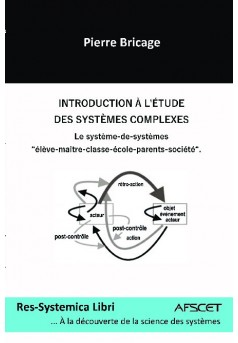 Pierre Bricage
INTRODUCTION À L'ÉTUDE
DES SYSTÈMES COMPLEXES
Le système-de-systèmes
"élève-maître-classe-école-parents-société".
rétro-action
objet
événement
acteur
acteur
post-contrôle
post-contrôle
action
Res-Systemica Libri
AFSCET
... À la découverte de la science des systèmes